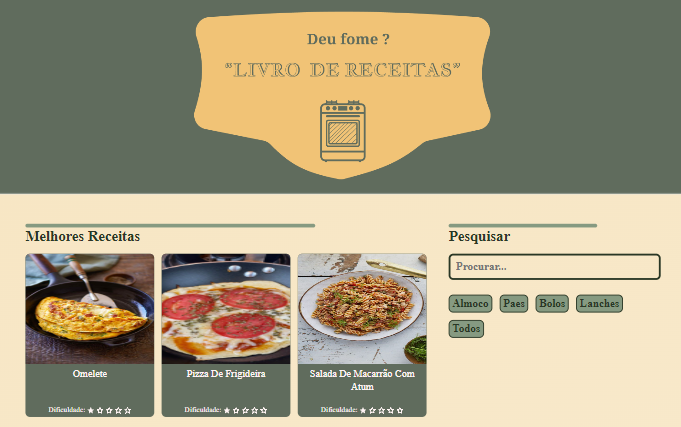 Deu fome ?
"LIVRO DE RECEITAS"
Melhores Receitas
Omelete
Dificuldade:
Pizza De Frigideira
Dificuldade:
Salada De Macarrão Com
Atum
Dificuldade:
Pesquisar
Procurar...
Almoco Paes Bolos Lanches
Todos